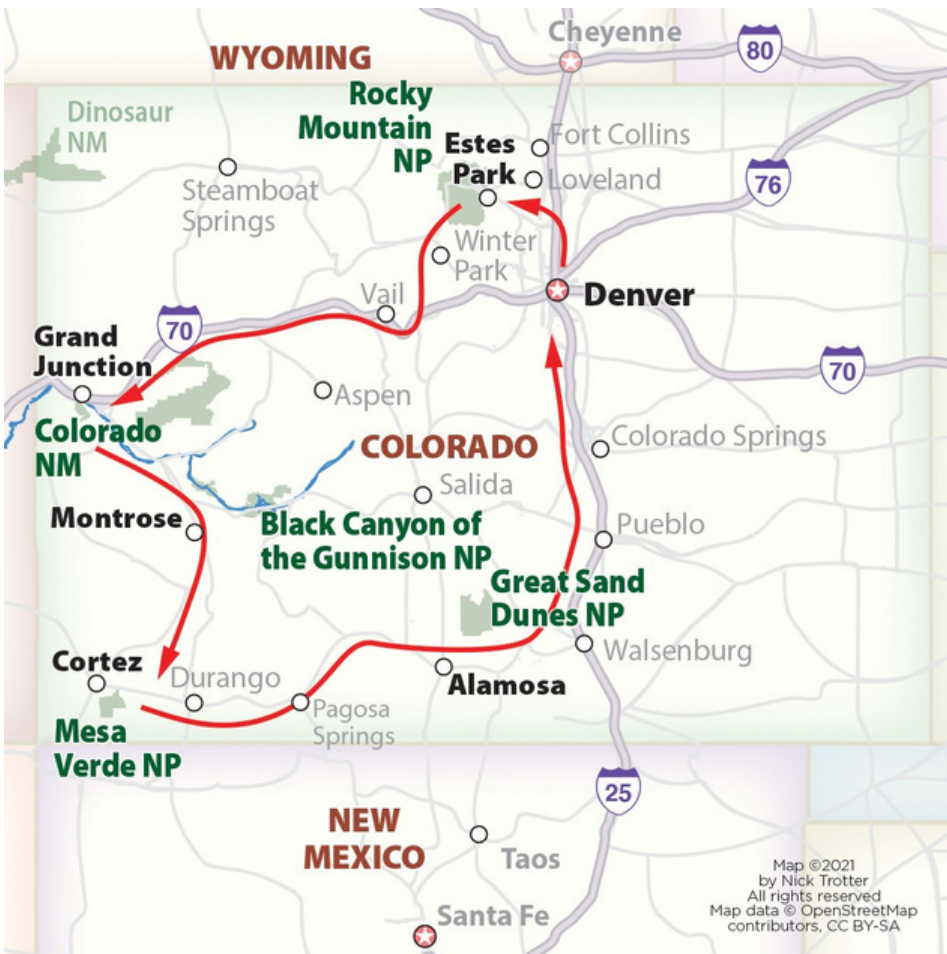 Cheyenne
80
WYOMING
Dinosaur
NM
Rocky
Mountain
NP
Estes
Park
Fort Collins
Loveland
76
Steamboat
Springs
Winter
Park
Vail
Denver
70
Grand
Junction
70
Aspen
Colorado
NM
COLORADO
Colorado Springs
Salida
Montrose
Black Canyon of
the Gunnison NP
Pueblo
Great Sand
Dunes NP
Walsenburg
Cortez
Durango
Alamosa
Pagosa
Springs
Mesa
Verde NP
25
NEW
MEXICO
Taos
Santa Fe
Map ©2021
by Nick Trotter
All rights reserved
Map data © OpenStreetMap
contributors, CC BY-SA